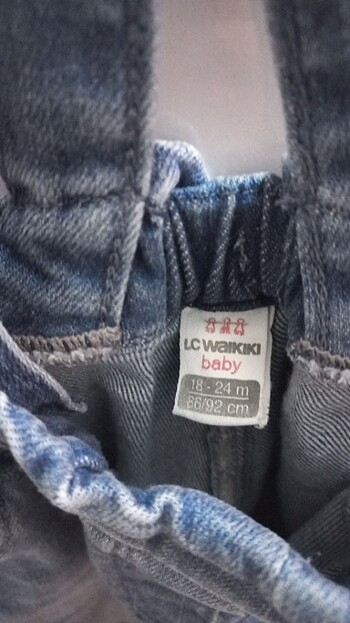 LC WAIKIKI
baby
18 - 24 m
86/92 cm